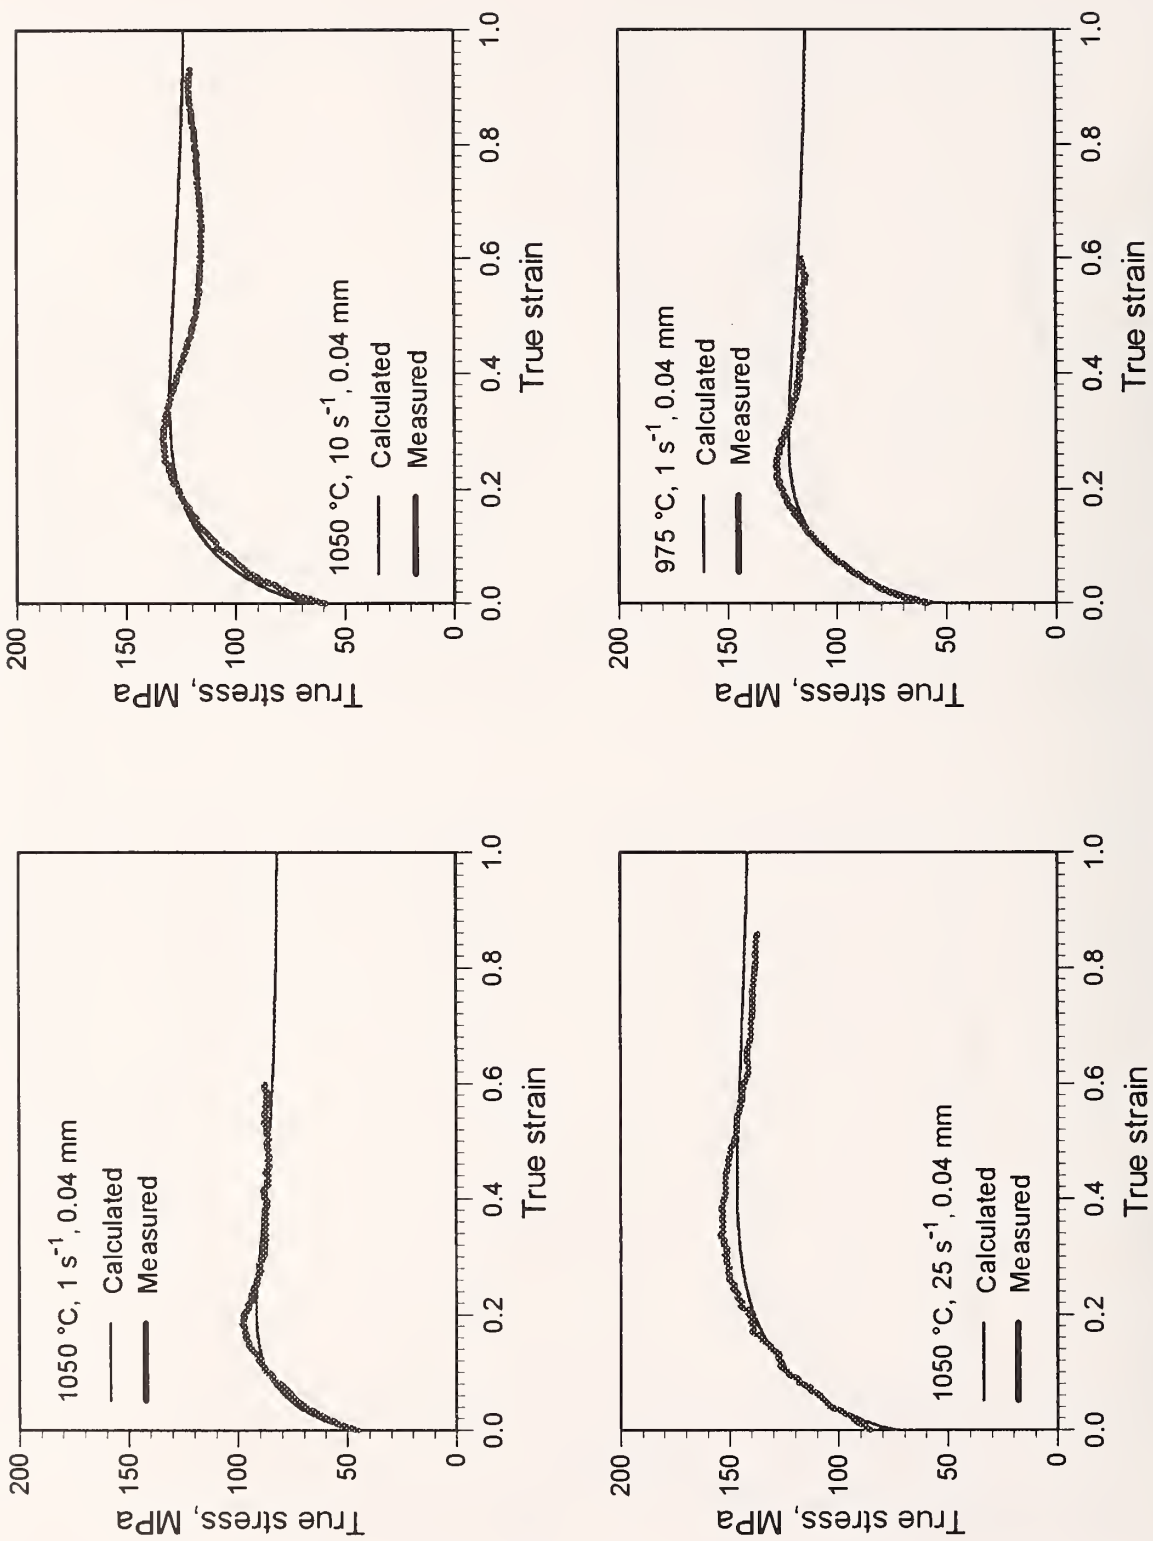 200
150
100
50
0
True stress, MPa
1050 °C, 1 s⁻¹, 0.04 mm
Calculated
Measured
0.0 0.2 0.4 0.6 0.8 1.0
True strain
200
150
100
50
0
True stress, MPa
1050 °C, 10 s⁻¹, 0.04 mm
Calculated
Measured
0.0 0.2 0.4 0.6 0.8 1.0
True strain
200
150
100
50
0
True stress, MPa
1050 °C, 25 s⁻¹, 0.04 mm
Calculated
Measured
0.0 0.2 0.4 0.6 0.8 1.0
True strain
200
150
100
50
0
True stress, MPa
975 °C, 1 s⁻¹, 0.04 mm
Calculated
Measured
0.0 0.2 0.4 0.6 0.8 1.0
True strain